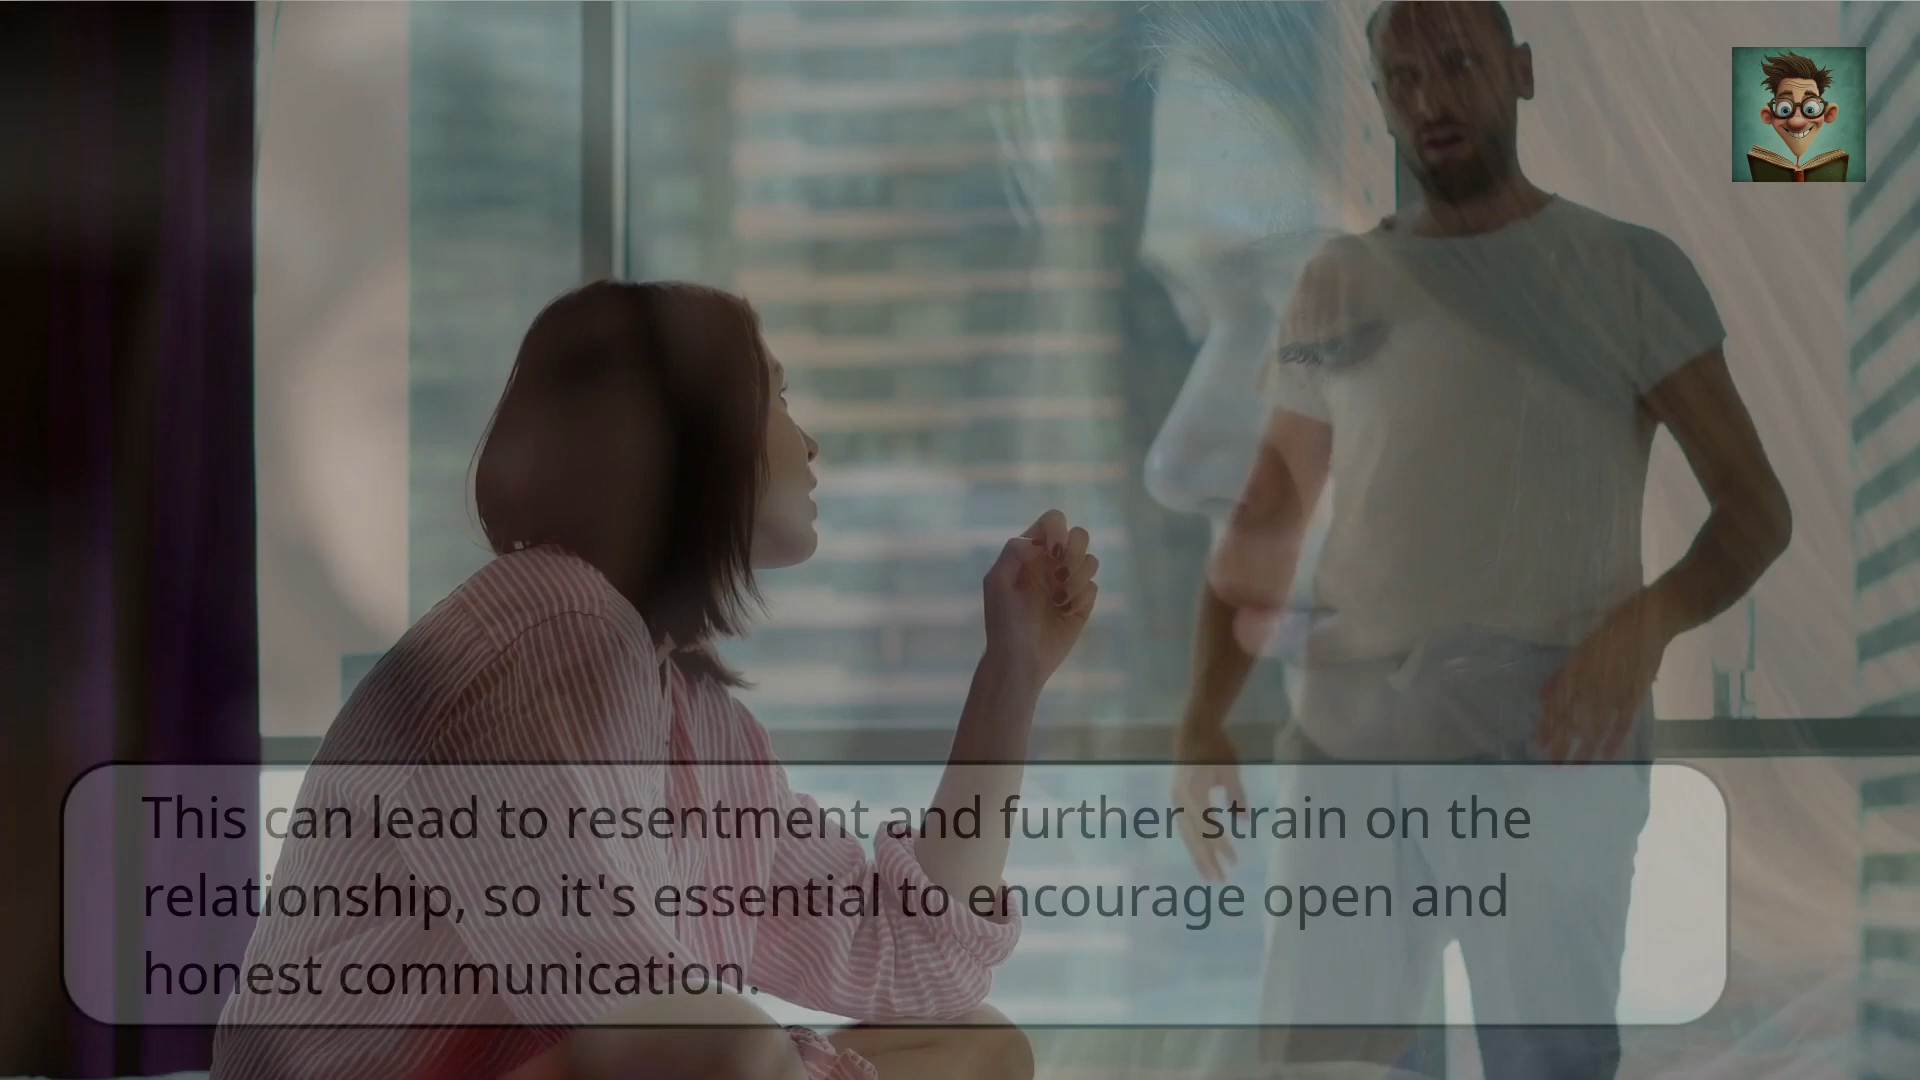 This can lead to resentment and further strain on the
relationship, so it's essential to encourage open and
honest communication.